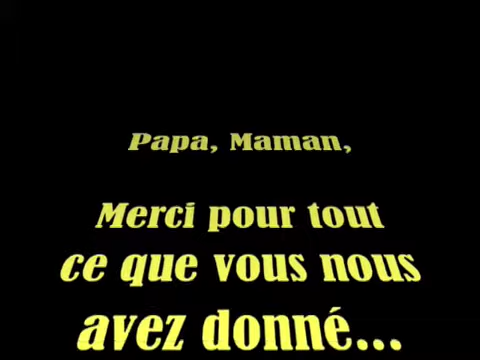 Papa, Maman,
Merci pour tout
ce que vous nous
avez donné...